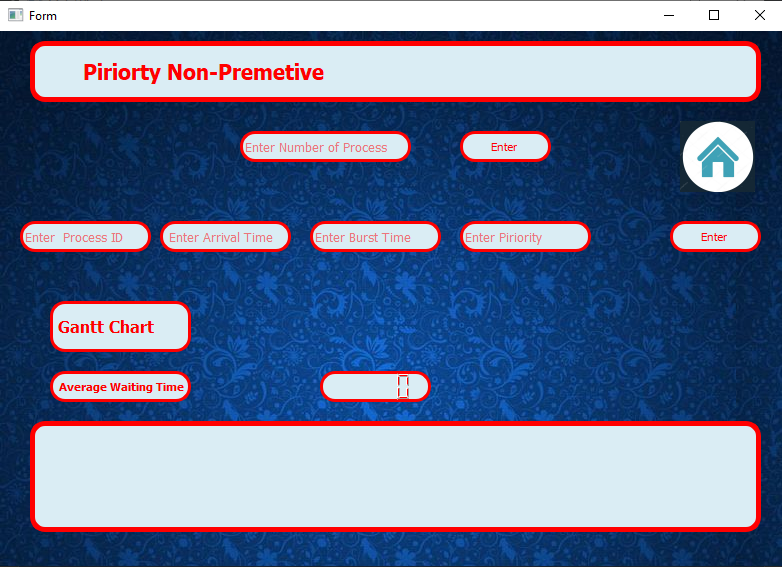 Form
Piriorty Non-Premetive
Enter Number of Process
Enter
Enter  Process ID
Enter Arrival Time
Enter Burst Time
Enter Piriority
Enter
Gantt Chart
Average Waiting Time
0